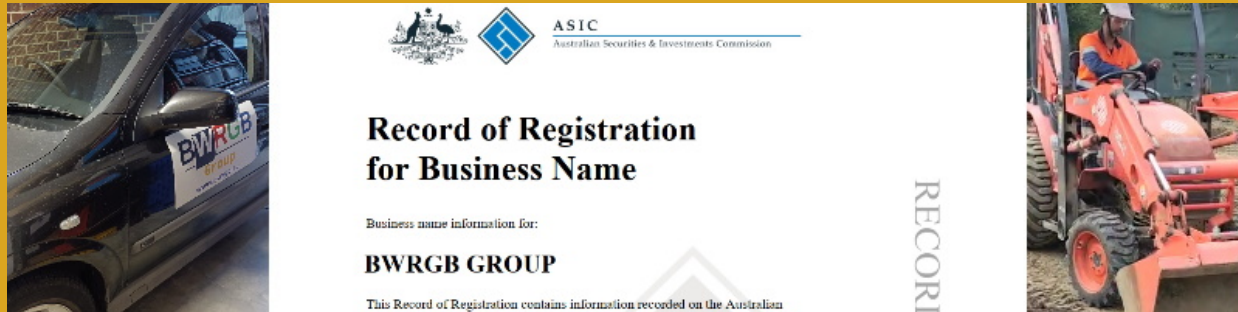 BWRGB
Group
ASIC
Australian Securities & Investments Commission
Record of Registration
for Business Name
Business name information for:
BWRGB GROUP
This Record of Registration contains information recorded on the Australian
RECORD